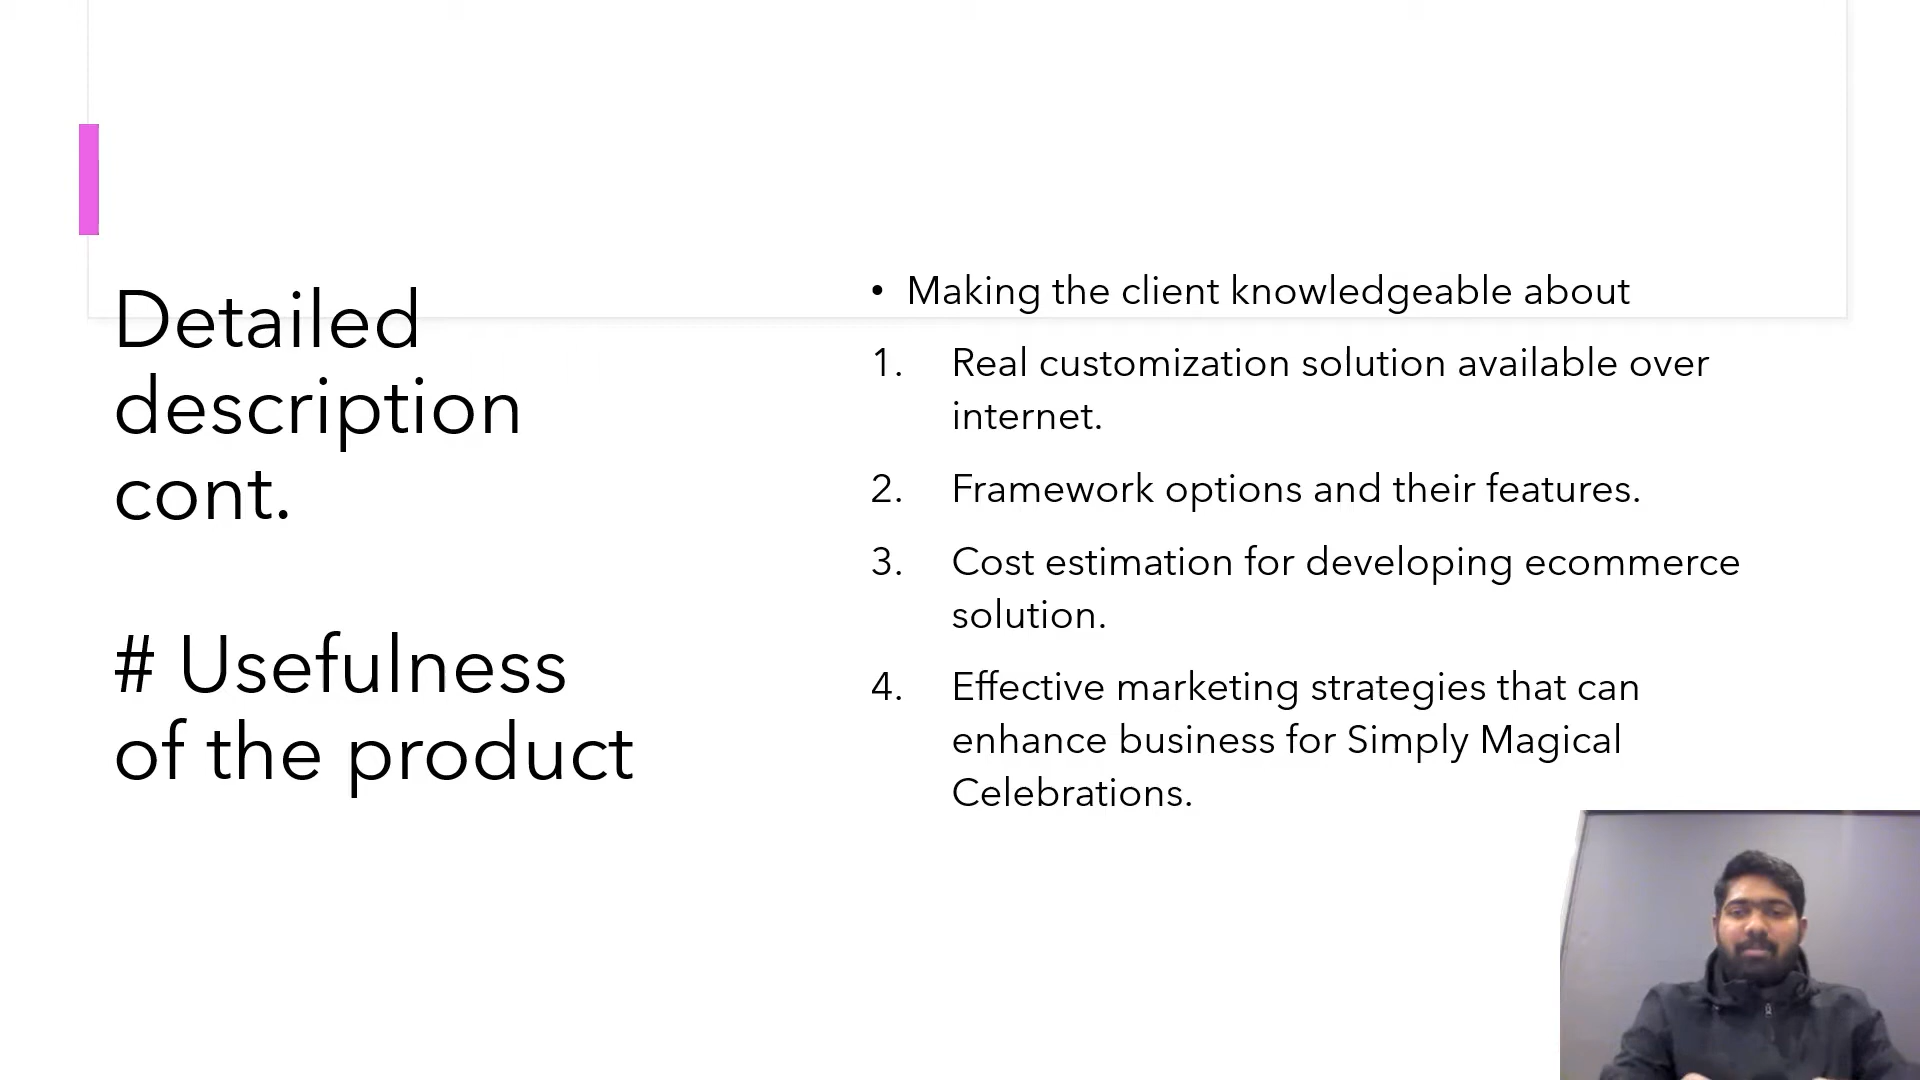 Detailed
description
cont.
# Usefulness
of the product
• Making the client knowledgeable about
1. Real customization solution available over
internet.
2. Framework options and their features.
3. Cost estimation for developing ecommerce
solution.
4. Effective marketing strategies that can
enhance business for Simply Magical
Celebrations.